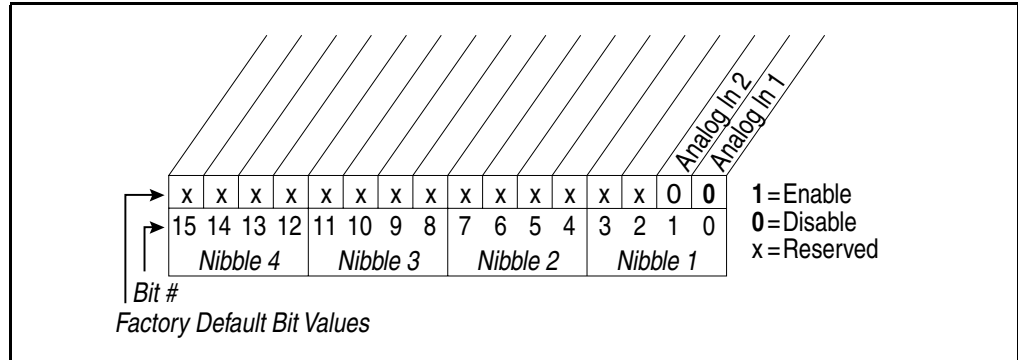 Analog In 2
Analog In 1
x x x x x x x x x x x x x x 0 0
1=Enable
0=Disable
x=Reserved
15 14 13 12 11 10 9 8 7 6 5 4 3 2 1 0
Nibble 4 Nibble 3 Nibble 2 Nibble 1
Bit #
Factory Default Bit Values